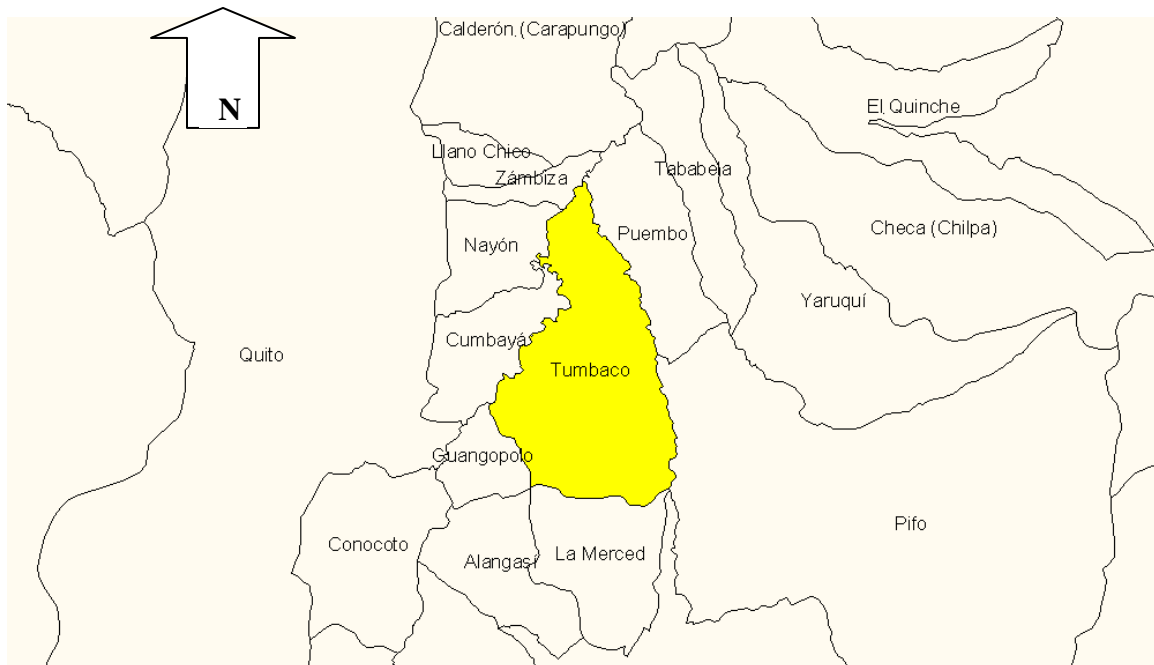 Calderón. (Carapungo)
N
El Quinche
Llano Chico
Tababela
Zámbiza
Checa (Chilpa)
Puembo
Nayón
Yaruquí
Cumbayá
Quito
Tumbaco
Guangopolo
Pifo
Conocoto
La Merced
Alangasí